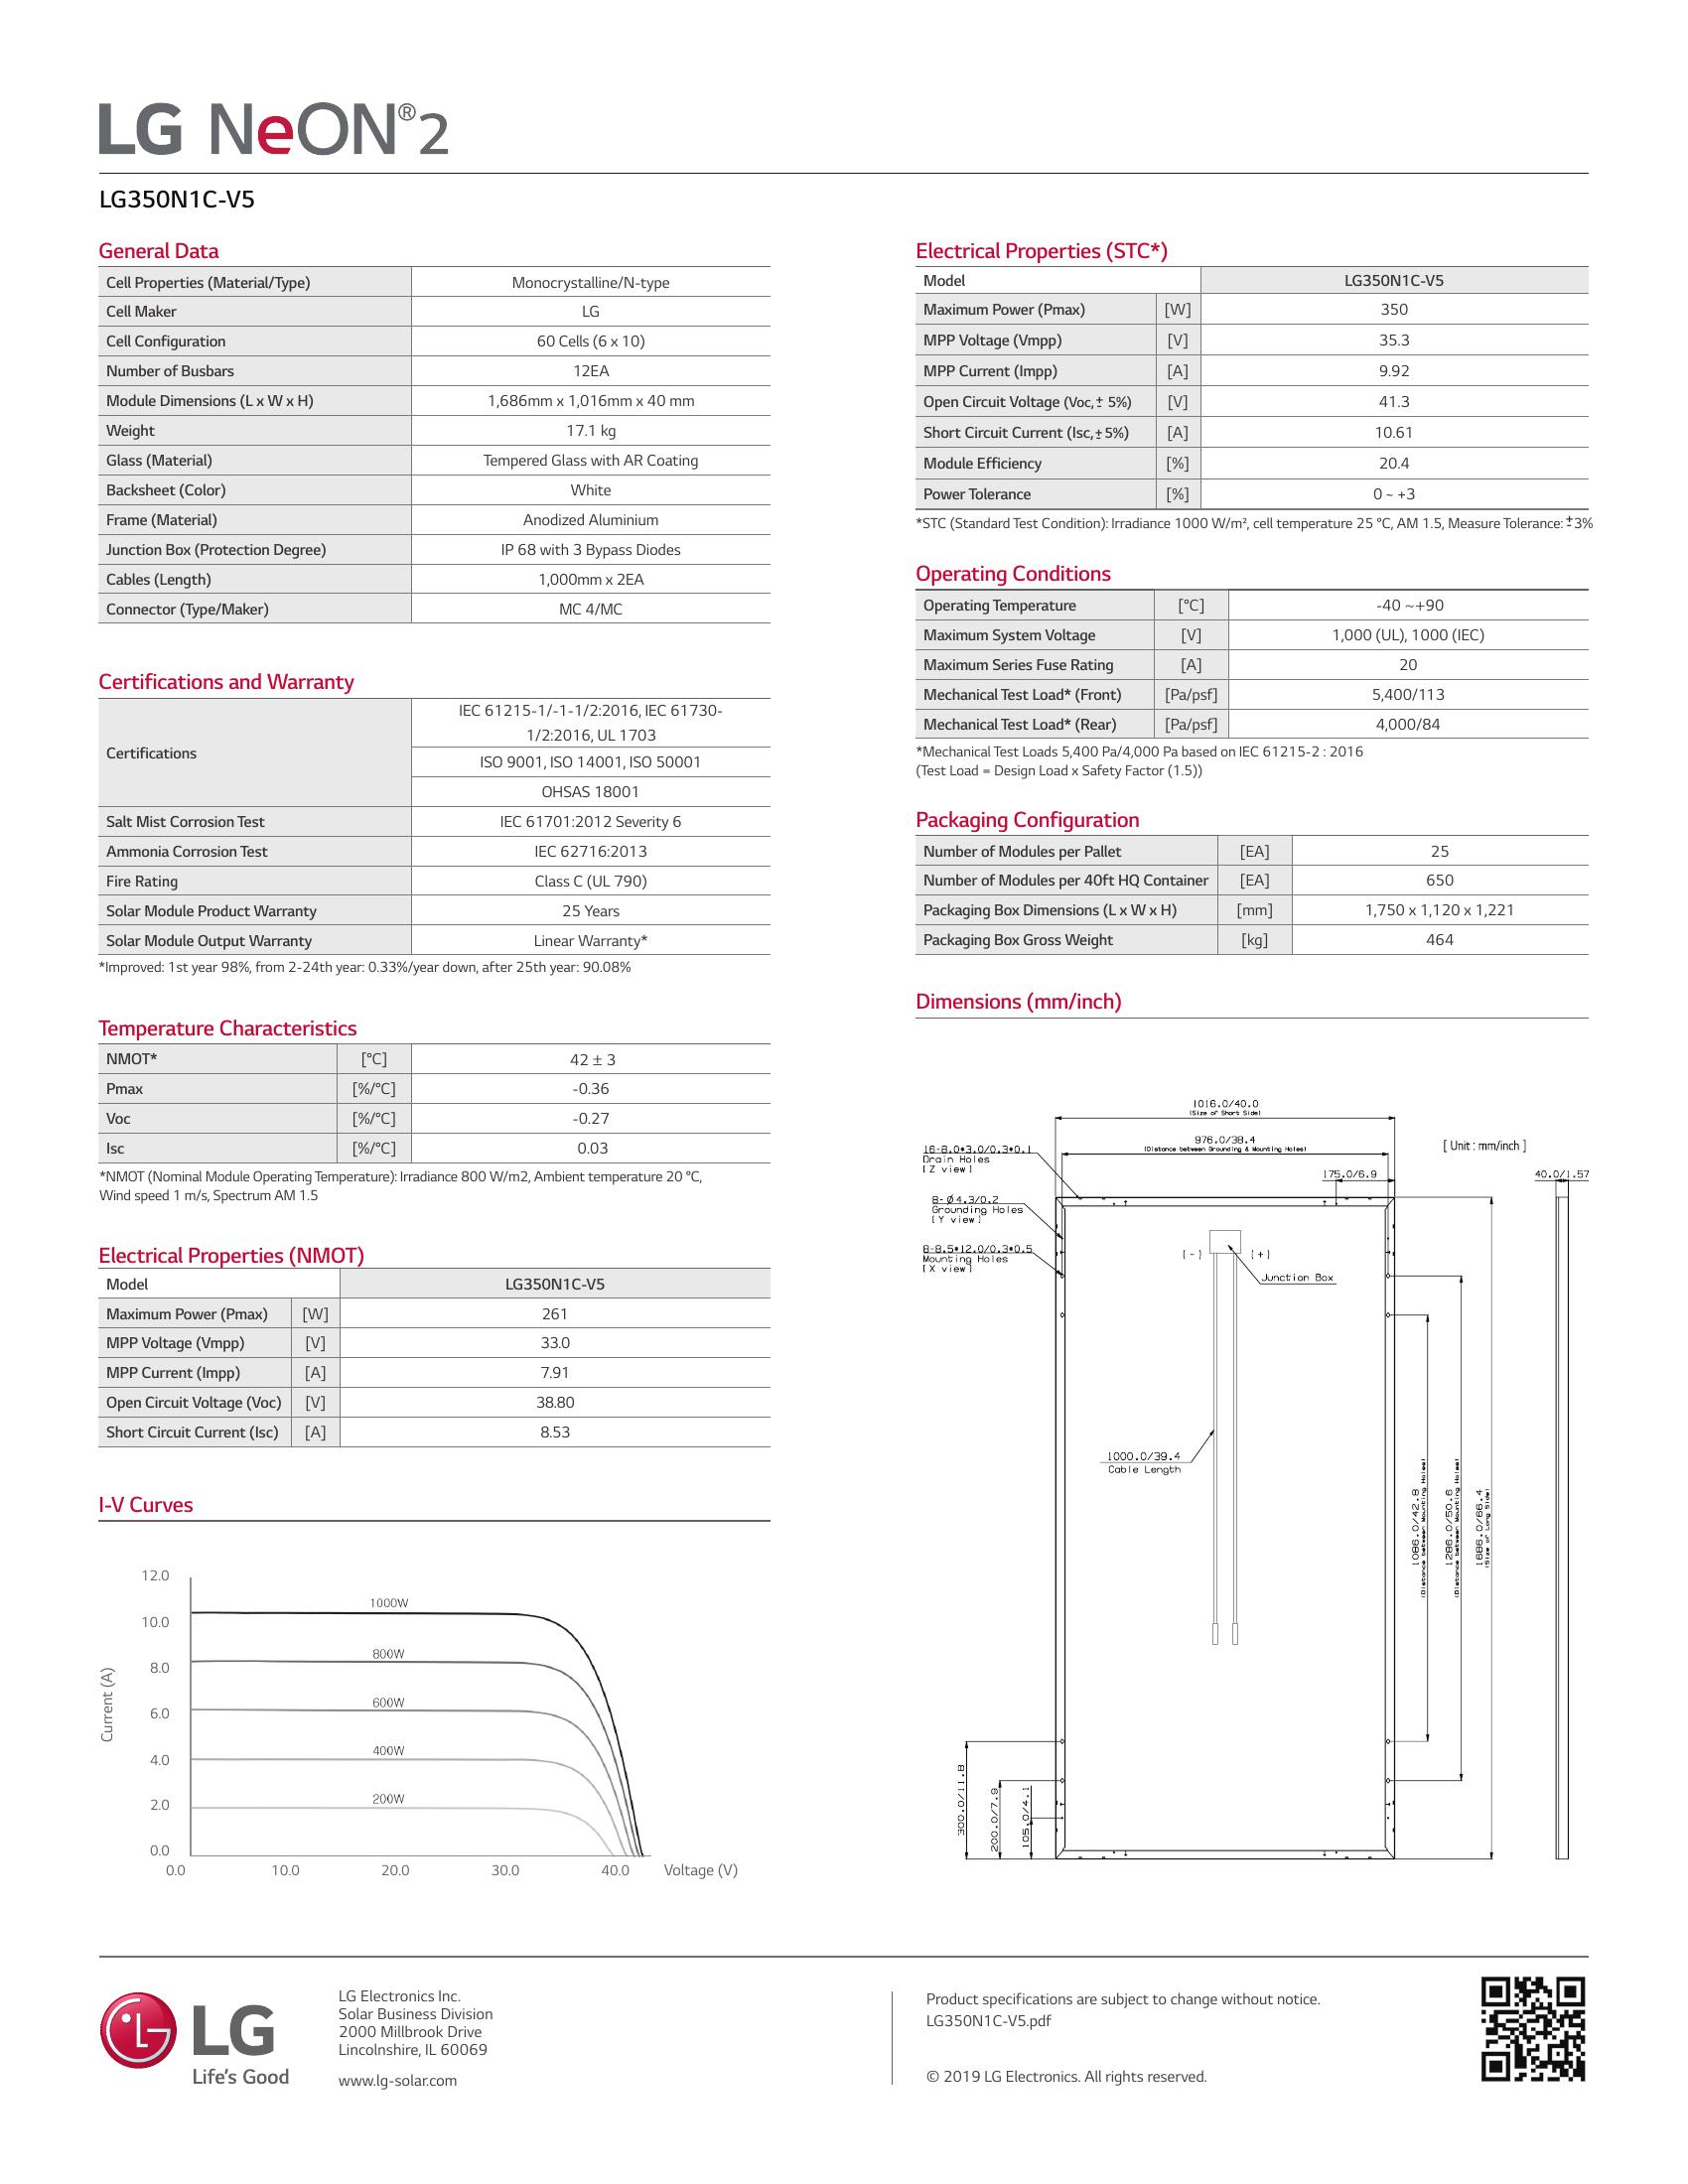 LG NeON®2
LG350N1C-V5
General Data
Cell Properties (Material/Type) Monocrystalline/N-type
Cell Maker LG
Cell Configuration 60 Cells (6 x 10)
Number of Busbars 12EA
Module Dimensions (L x W x H) 1,686mm x 1,016mm x 40 mm
Weight 17.1 kg
Glass (Material) Tempered Glass with AR Coating
Backsheet (Color) White
Frame (Material) Anodized Aluminium
Junction Box (Protection Degree) IP 68 with 3 Bypass Diodes
Cables (Length) 1,000mm x 2EA
Connector (Type/Maker) MC 4/MC
Certifications and Warranty
Certifications
IEC 61215-1/-1-1/2:2016, IEC 61730-
1/2:2016, UL 1703
ISO 9001, ISO 14001, ISO 50001
OHSAS 18001
Salt Mist Corrosion Test IEC 61701:2012 Severity 6
Ammonia Corrosion Test IEC 62716:2013
Fire Rating Class C (UL 790)
Solar Module Product Warranty 25 Years
Solar Module Output Warranty Linear Warranty*
*Improved: 1st year 98%, from 2-24th year: 0.33%/year down, after 25th year: 90.08%
Temperature Characteristics
NMOT* [°C] 42 ± 3
Pmax [%/°C] -0.36
Voc [%/°C] -0.27
Isc [%/°C] 0.03
*NMOT (Nominal Module Operating Temperature): Irradiance 800 W/m2, Ambient temperature 20 °C,
Wind speed 1 m/s, Spectrum AM 1.5
Electrical Properties (NMOT)
Model LG350N1C-V5
Maximum Power (Pmax) [W] 261
MPP Voltage (Vmpp) [V] 33.0
MPP Current (Impp) [A] 7.91
Open Circuit Voltage (Voc) [V] 38.80
Short Circuit Current (Isc) [A] 8.53
I-V Curves
Current (A)
12.0
10.0
8.0
6.0
4.0
2.0
0.0
1000W
800W
600W
400W
200W
0.0 10.0 20.0 30.0 40.0 Voltage (V)
Electrical Properties (STC*)
Model LG350N1C-V5
Maximum Power (Pmax) [W] 350
MPP Voltage (Vmpp) [V] 35.3
MPP Current (Impp) [A] 9.92
Open Circuit Voltage (Voc,± 5%) [V] 41.3
Short Circuit Current (Isc,±5%) [A] 10.61
Module Efficiency [%] 20.4
Power Tolerance [%] 0 ~ +3
*STC (Standard Test Condition): Irradiance 1000 W/m², cell temperature 25 °C, AM 1.5, Measure Tolerance: ±3%
Operating Conditions
Operating Temperature [°C] -40 ~+90
Maximum System Voltage [V] 1,000 (UL), 1000 (IEC)
Maximum Series Fuse Rating [A] 20
Mechanical Test Load* (Front) [Pa/psf] 5,400/113
Mechanical Test Load* (Rear) [Pa/psf] 4,000/84
*Mechanical Test Loads 5,400 Pa/4,000 Pa based on IEC 61215-2 : 2016
(Test Load = Design Load x Safety Factor (1.5))
Packaging Configuration
Number of Modules per Pallet [EA] 25
Number of Modules per 40ft HQ Container [EA] 650
Packaging Box Dimensions (L x W x H) [mm] 1,750 x 1,120 x 1,221
Packaging Box Gross Weight [kg] 464
Dimensions (mm/inch)
1016.0/40.0
(Size of Short Side)
976.0/38.4
(Distance between Grounding & Mounting Holes)
[ Unit : mm/inch ]
175.0/6.9
40.0/1.57
16-8.0*3.0/0.3*0.1
Drain Holes
[Z view]
8-Ø4.3/0.2
Grounding Holes
[Y view]
8-8.5*12.0/0.3*0.5
Mounting Holes
[X view]
[-] [+]
Junction Box
1000.0/39.4
Cable Length
1086.0/42.8
(Distance between Mounting Holes)
1286.0/50.6
(Distance between Mounting Holes)
1686.0/66.4
(Size of Long Side)
300.0/11.8
200.0/7.9
105.0/4.1
LG
Life's Good
LG Electronics Inc.
Solar Business Division
2000 Millbrook Drive
Lincolnshire, IL 60069
www.lg-solar.com
Product specifications are subject to change without notice.
LG350N1C-V5.pdf
© 2019 LG Electronics. All rights reserved.